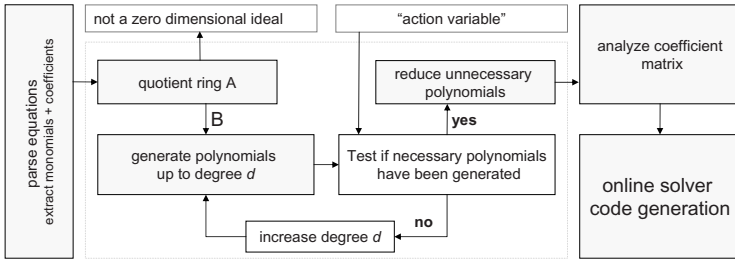 parse equations
extract monomials + coefficients
not a zero dimensional ideal
"action variable"
quotient ring A
reduce unnecessary
polynomials
analyze coefficient
matrix
B
yes
generate polynomials
up to degree d
Test if necessary polynomials
have been generated
online solver
code generation
no
increase degree d